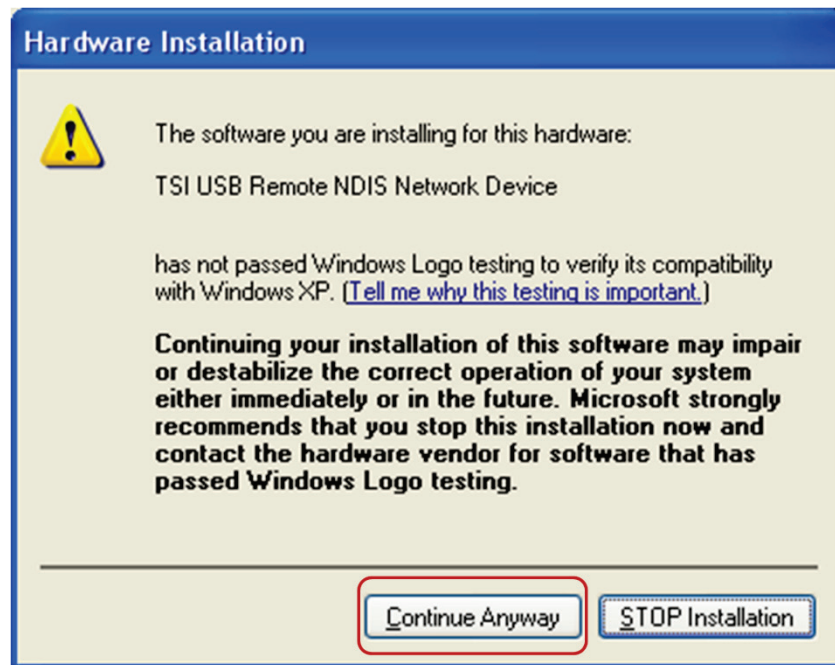 Hardware Installation
The software you are installing for this hardware:
TSI USB Remote NDIS Network Device
has not passed Windows Logo testing to verify its compatibility
with Windows XP. (Tell me why this testing is important.)
Continuing your installation of this software may impair
or destabilize the correct operation of your system
either immediately or in the future. Microsoft strongly
recommends that you stop this installation now and
contact the hardware vendor for software that has
passed Windows Logo testing.
Continue Anyway STOP Installation